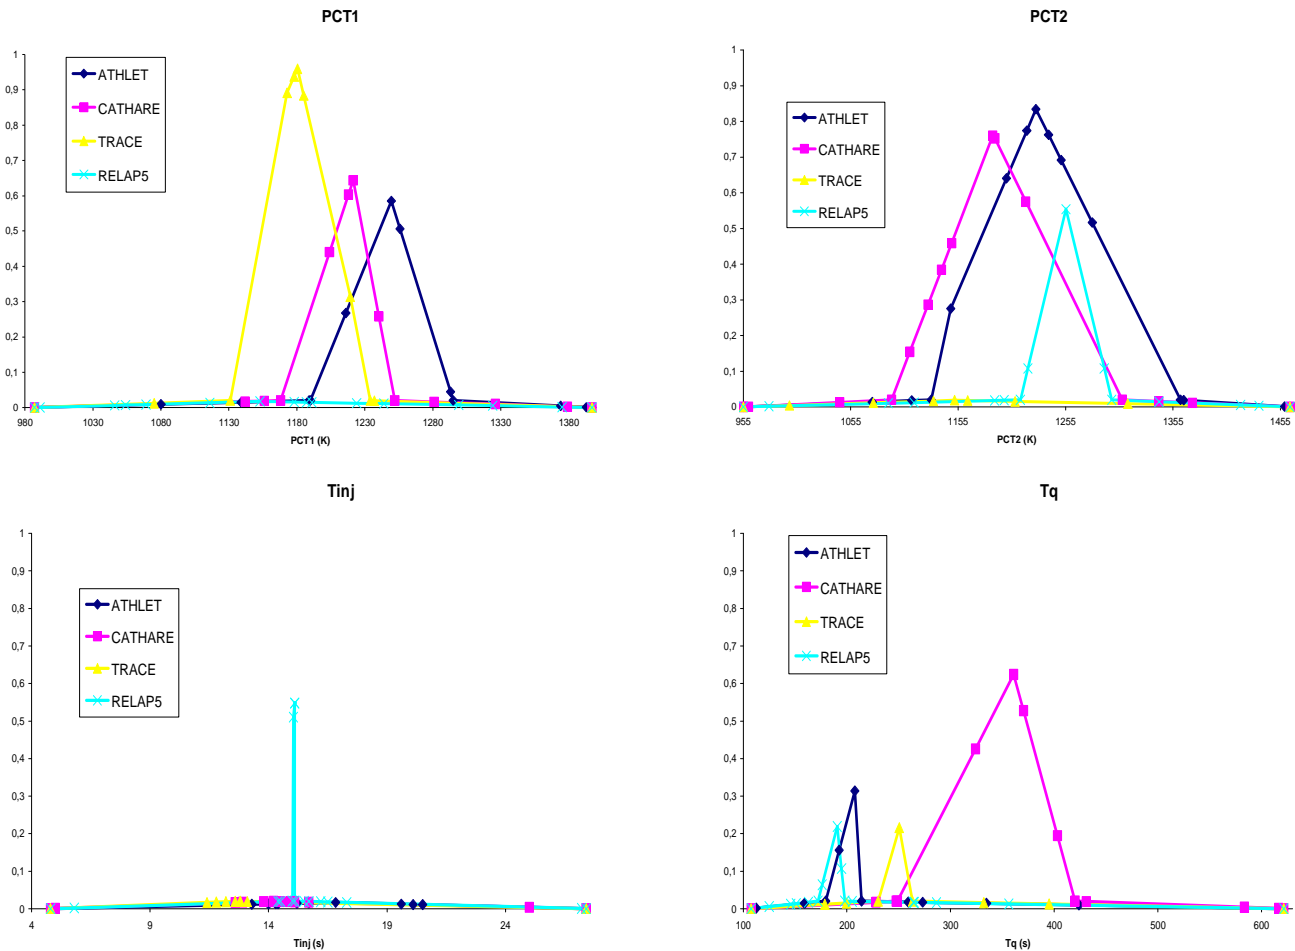 PCT1
1
0,9
0,8
0,7
0,6
0,5
0,4
0,3
0,2
0,1
0
980 1030 1080 1130 1180 1230 1280 1330 1380
PCT1 (K)
ATHLET
CATHARE
TRACE
RELAP5
PCT2
1
0,9
0,8
0,7
0,6
0,5
0,4
0,3
0,2
0,1
0
955 1055 1155 1255 1355 1455
PCT2 (K)
ATHLET
CATHARE
TRACE
RELAP5
Tinj
1
0,9
0,8
0,7
0,6
0,5
0,4
0,3
0,2
0,1
0
4 9 14 19 24
Tinj (s)
ATHLET
CATHARE
TRACE
RELAP5
Tq
1
0,9
0,8
0,7
0,6
0,5
0,4
0,3
0,2
0,1
0
100 200 300 400 500 600
Tq (s)
ATHLET
CATHARE
TRACE
RELAP5